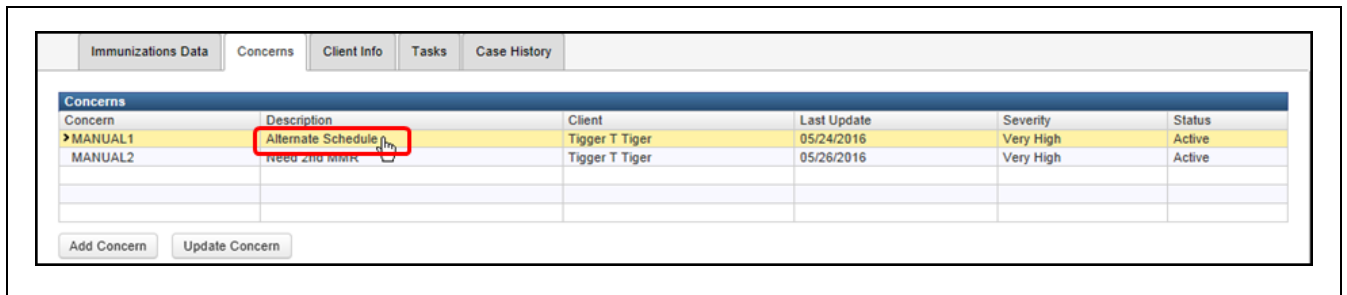 Immunizations Data Concerns Client Info Tasks Case History
Concerns
Concern Description Client Last Update Severity Status
>MANUAL1 Alternate Schedule Tigger T Tiger 05/24/2016 Very High Active
MANUAL2 Need 2nd MMR Tigger T Tiger 05/26/2016 Very High Active
Add Concern Update Concern